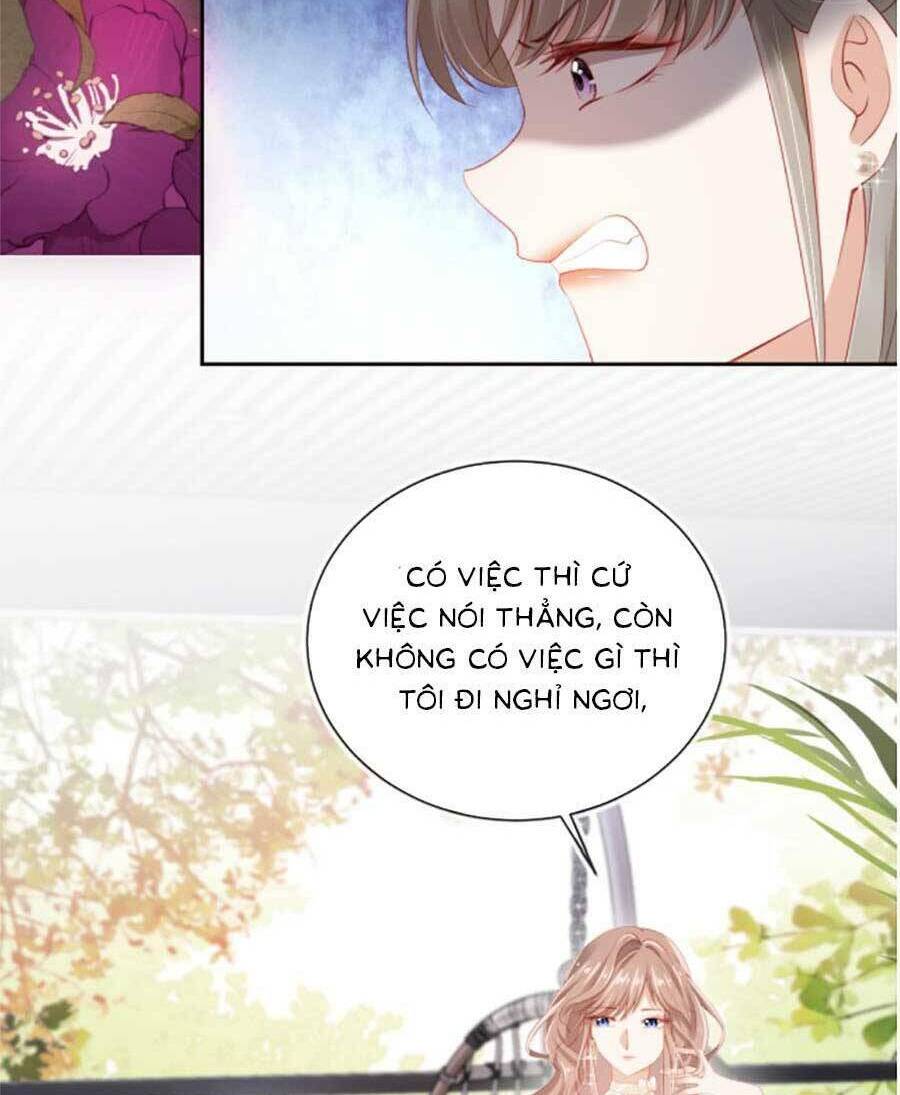 CÓ VIỆC THÌ CỨ
VIỆC NÓI THẲNG, CÒN
KHÔNG CÓ VIỆC GÌ THÌ
TÔI ĐI NGHỈ NGƠI,